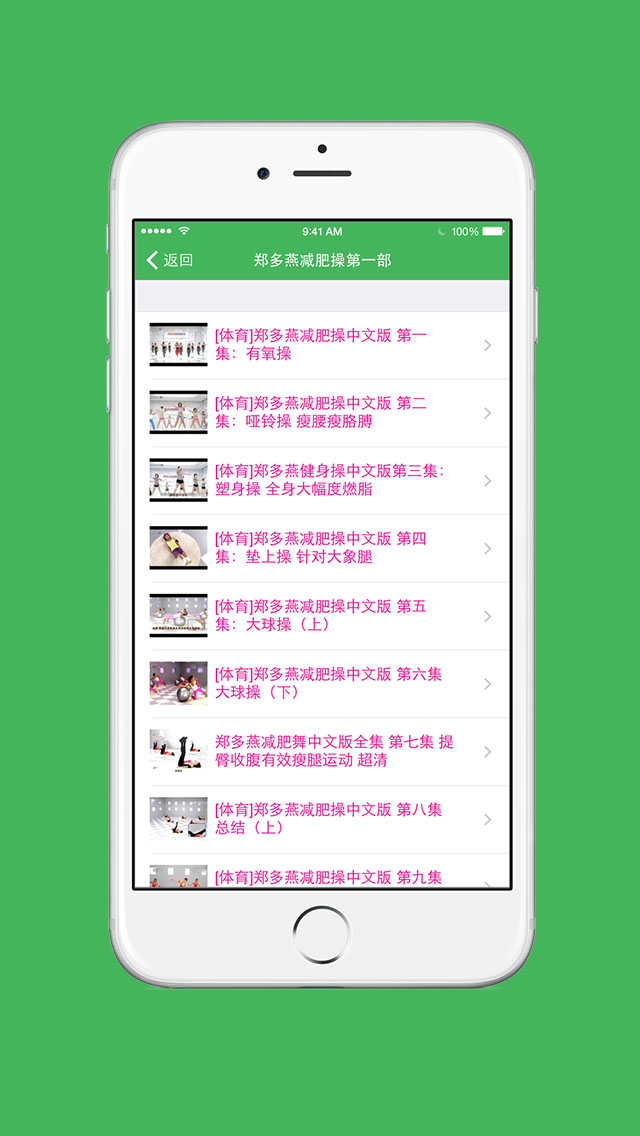 9:41 AM
100%
返回
郑多燕减肥操第一部
[体育]郑多燕减肥操中文版 第一
集：有氧操
[体育]郑多燕减肥操中文版 第二
集：哑铃操 瘦腰瘦胳膊
[体育]郑多燕健身操中文版第三集：
塑身操 全身大幅度燃脂
[体育]郑多燕减肥操中文版 第四
集：垫上操 针对大象腿
[体育]郑多燕减肥操中文版 第五
集：大球操（上）
[体育]郑多燕减肥操中文版 第六集
大球操（下）
郑多燕减肥舞中文版全集 第七集 提
臀收腹有效瘦腿运动 超清
[体育]郑多燕减肥操中文版 第八集
总结（上）
[体育]郑多燕减肥操中文版 第九集